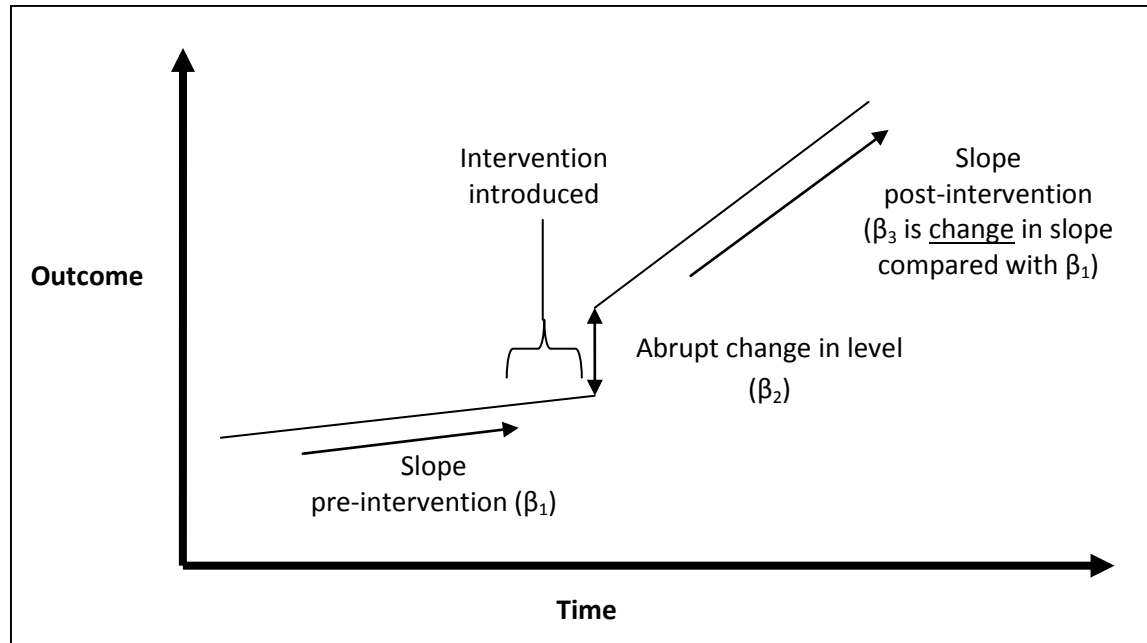 Intervention
introduced
Slope
post-intervention
(β₃ is change in slope
compared with β₁)
Outcome
Abrupt change in level
(β₂)
Slope
pre-intervention (β₁)
Time